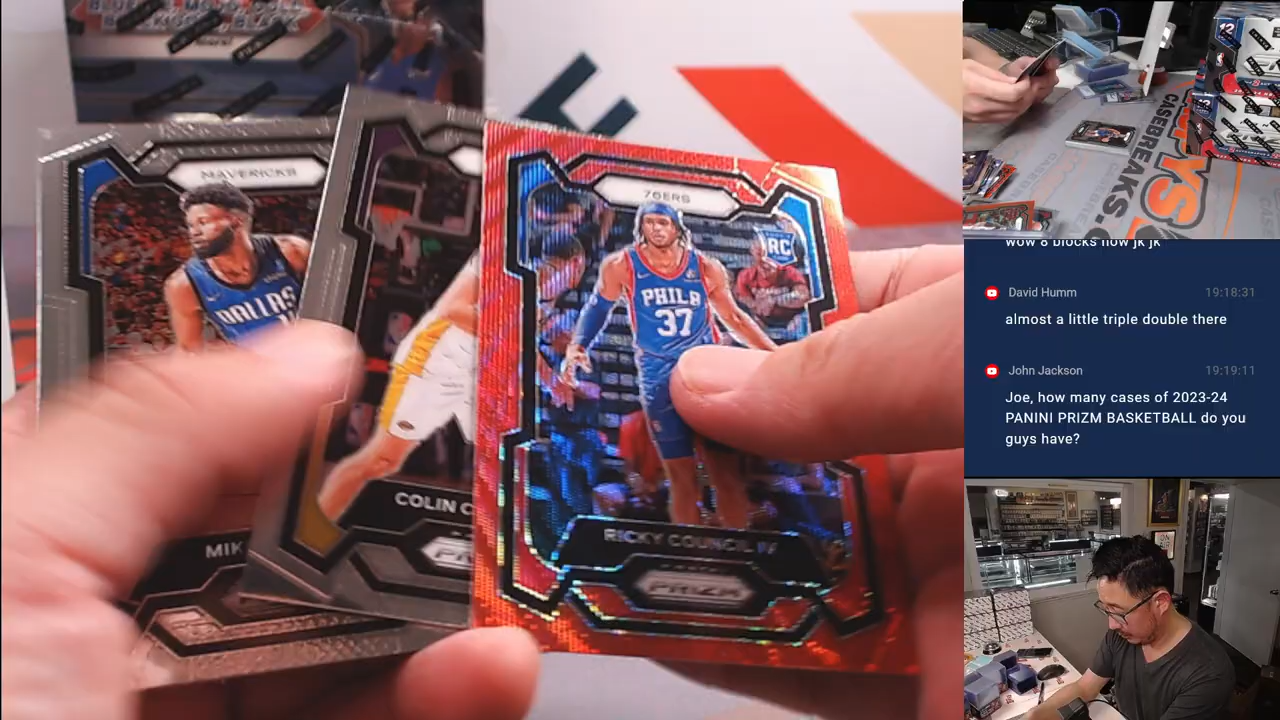 MAVERICKS
DALLAS
MIK
COLIN C
76ERS
RC
PHILA
37
RICKY COUNCIL IV
PRIZM
CASEBREAKS.
wow 8 blocks now jk jk
David Humm 19:18:31
almost a little triple double there
John Jackson 19:19:11
Joe, how many cases of 2023-24
PANINI PRIZM BASKETBALL do you
guys have?